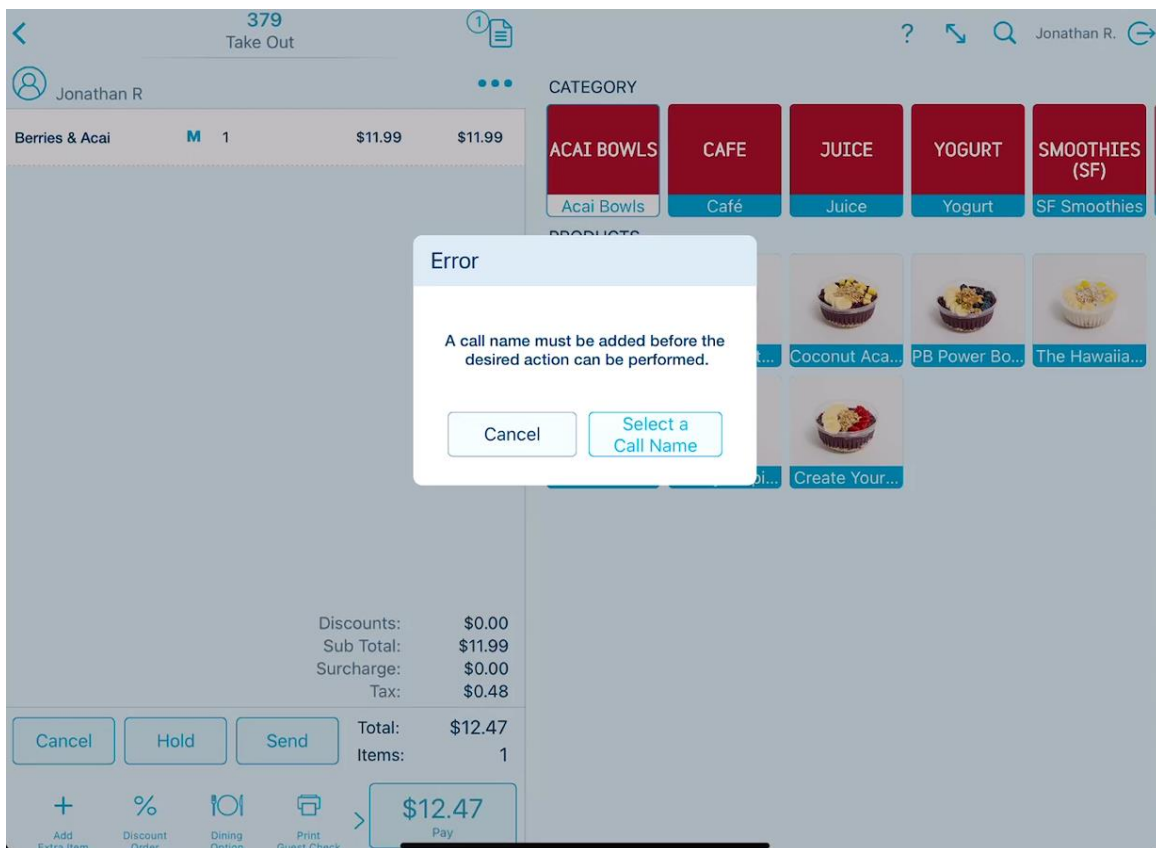 379
Take Out
1
? Jonathan R.
Jonathan R
Berries & Acai M 1 $11.99 $11.99
Discounts: $0.00
Sub Total: $11.99
Surcharge: $0.00
Tax: $0.48
Cancel Hold Send
Total: $12.47
Items: 1
+ Add
% Discount
Dining
Print
> $12.47
Pay
CATEGORY
ACAI BOWLS CAFE JUICE YOGURT SMOOTHIES
(SF)
Acai Bowls Café Juice Yogurt SF Smoothies
Coconut Aca... PB Power Bo... The Hawaiia...
Create Your...
Error
A call name must be added before the
desired action can be performed.
Cancel
Select a
Call Name